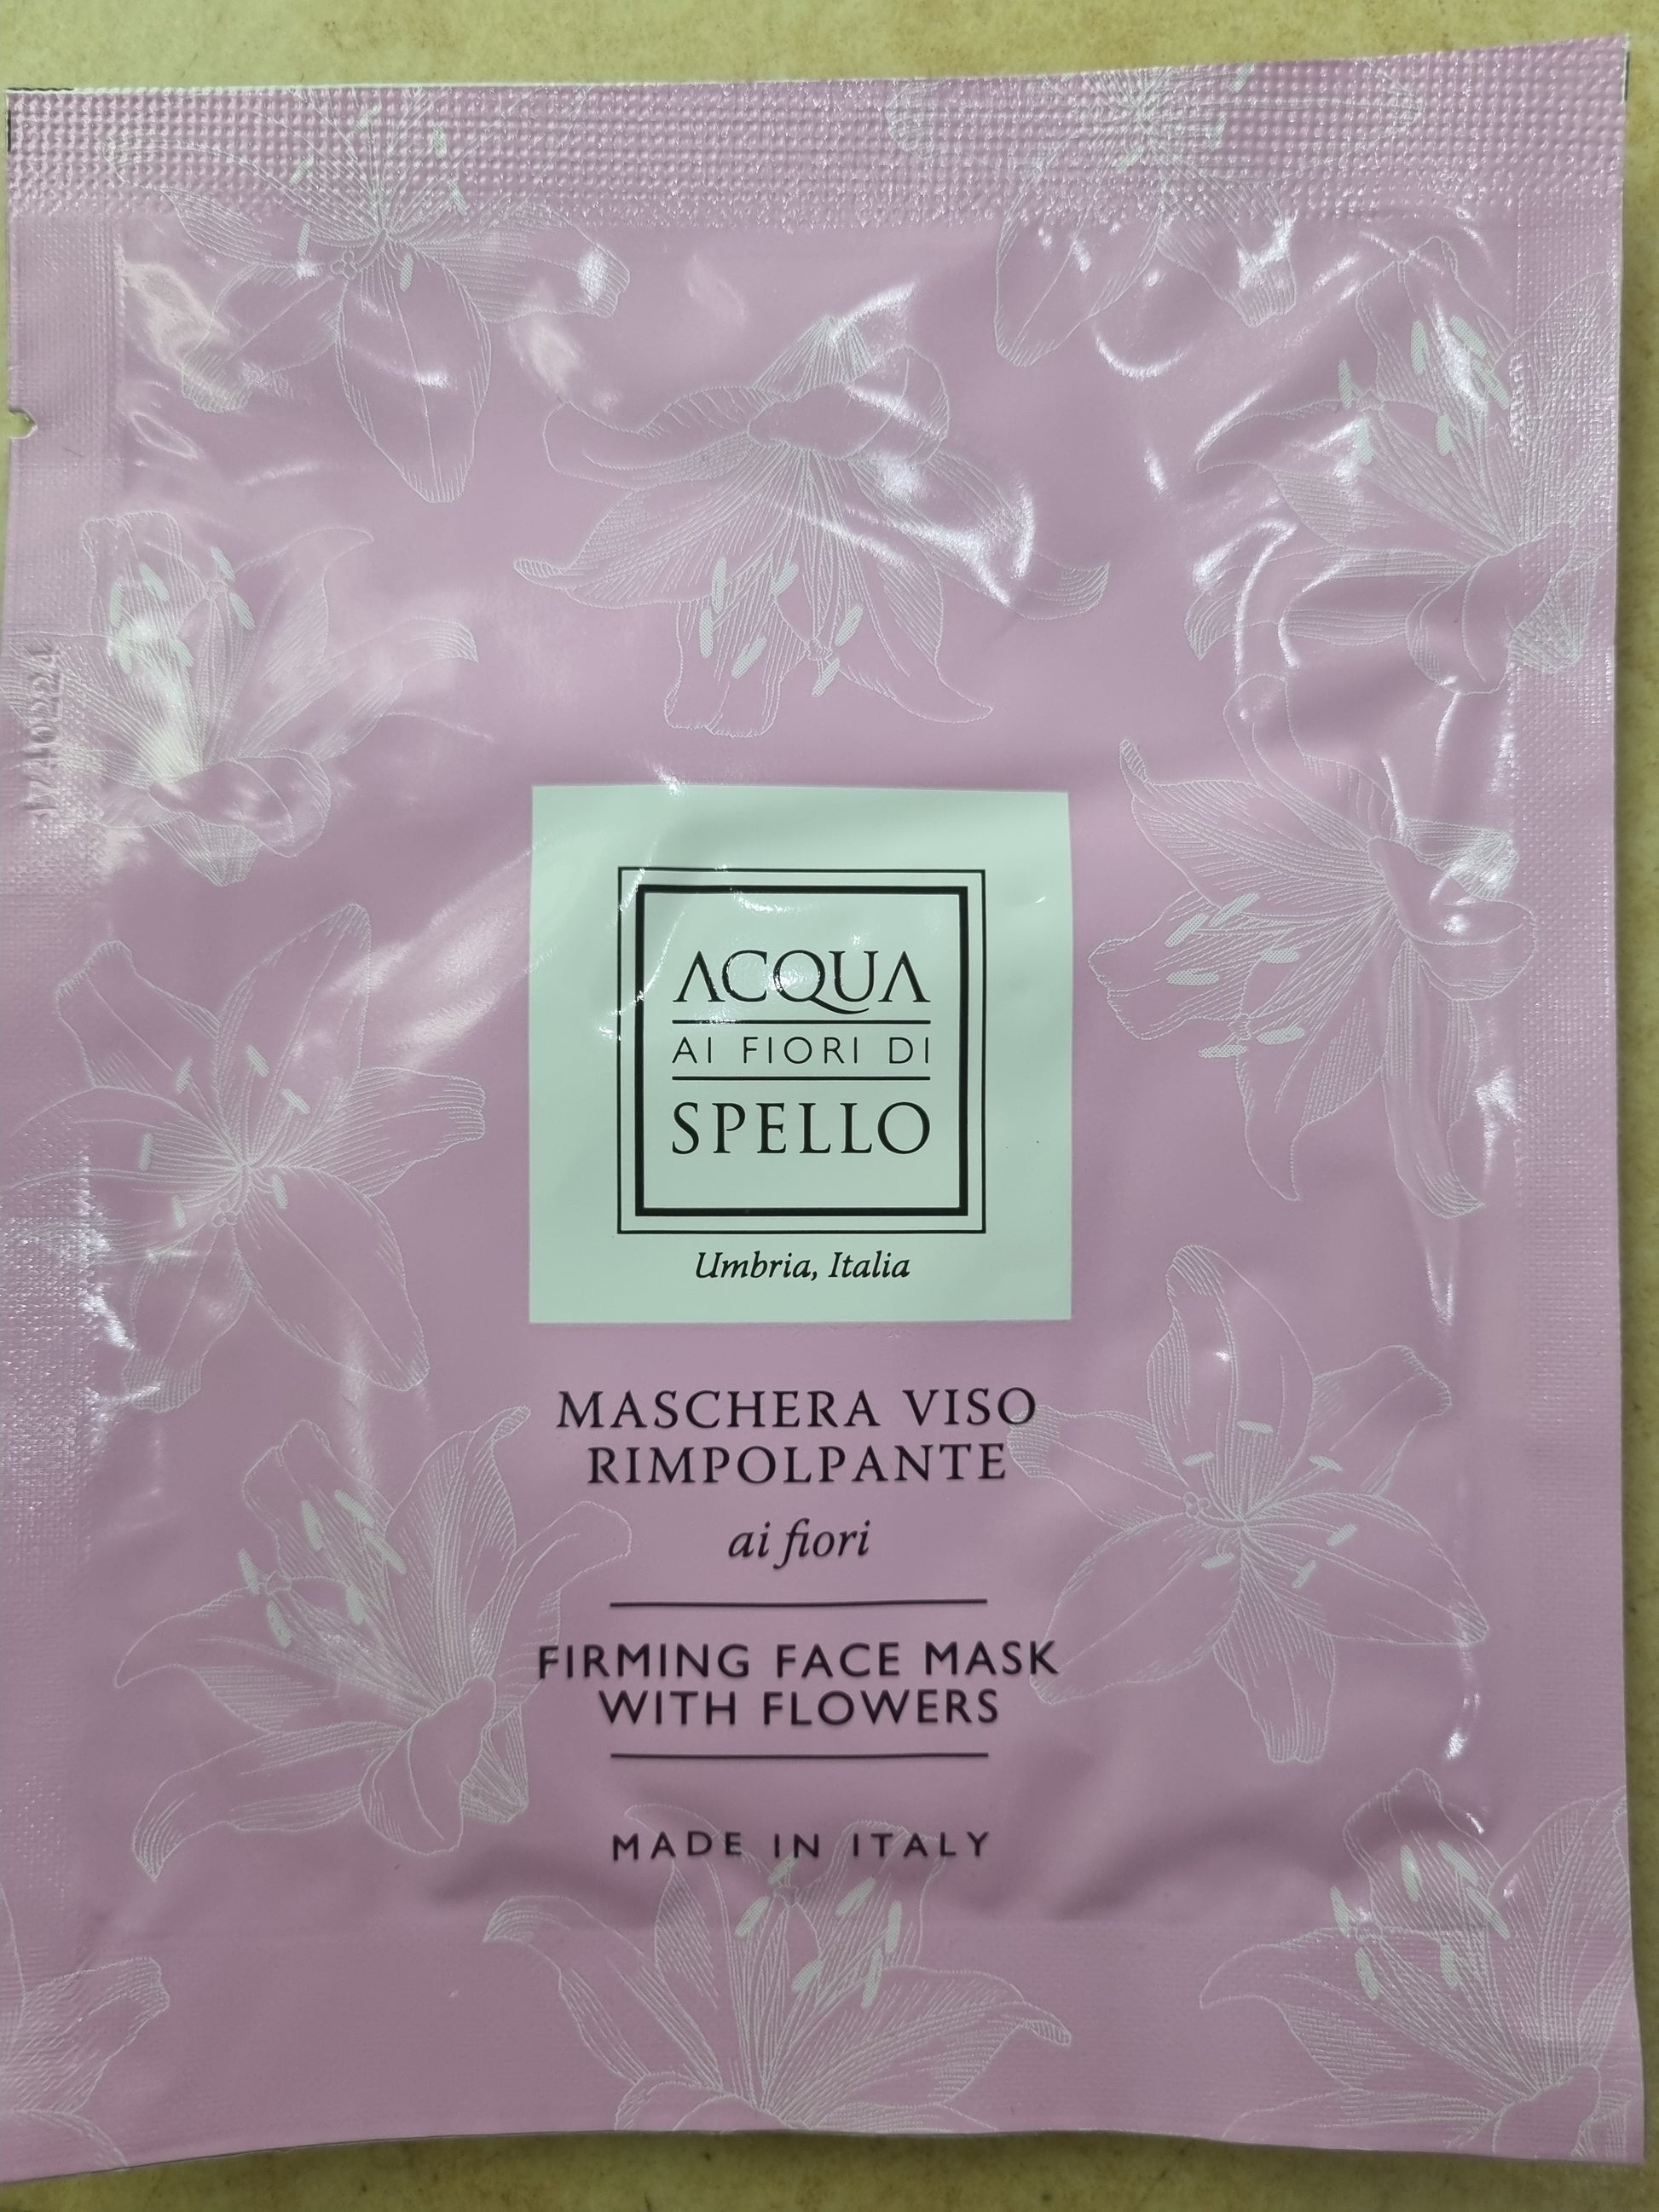 ACQUA
AI FIORI DI
SPELLO
Umbria, Italia
MASCHERA VISO
RIMPOLPANTE
ai fiori
FIRMING FACE MASK
WITH FLOWERS
MADE IN ITALY